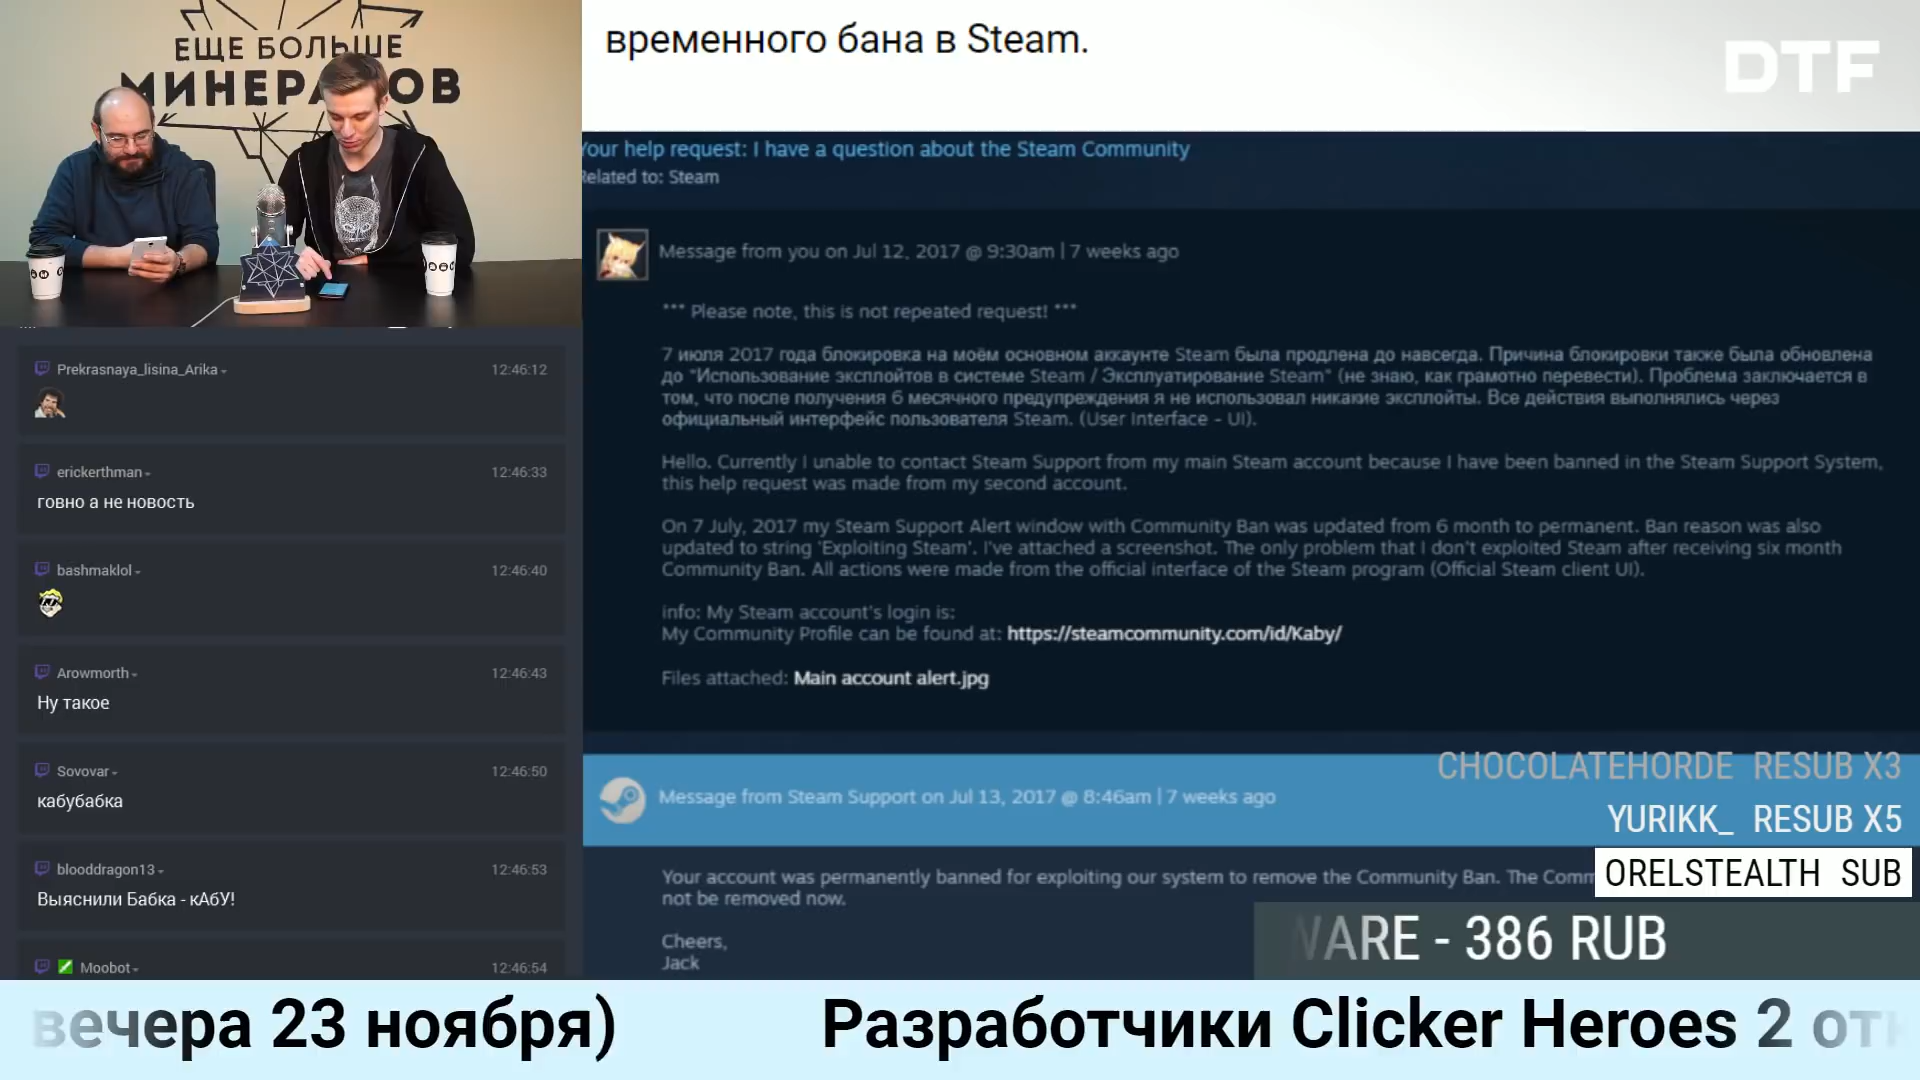 ЕЩЕ БОЛЬШЕ
временного бана в Steam.
DTF
Your help request: I have a question about the Steam Community
Related to: Steam
Message from you on Jul 12, 2017 @ 9:30am | 7 weeks ago
*** Please note, this is not repeated request! ***
7 июля 2017 года блокировка на моём основном аккаунте Steam была продлена до навсегда. Причина блокировки также была обновлена
до "Использование эксплойтов в системе Steam / Эксплуатирование Steam" (не знаю, как грамотно перевести). Проблема заключается в
том, что после получения 6 месячного предупреждения я не использовал никакие эксплойты. Все действия выполнялись через
официальный интерфейс пользователя Steam. (User Interface - UI).
Hello. Currently I unable to contact Steam Support from my main Steam account because I have been banned in the Steam Support System,
this help request was made from my second account.
On 7 July, 2017 my Steam Support Alert window with Community Ban was updated from 6 month to permanent. Ban reason was also
updated to string 'Exploiting Steam'. I've attached a screenshot. The only problem that I don't exploited Steam after receiving six month
Community Ban. All actions were made from the official interface of the Steam program (Official Steam client UI).
info: My Steam account's login is:
My Community Profile can be found at: https://steamcommunity.com/id/Kaby/
Files attached: Main account alert.jpg
Message from Steam Support on Jul 13, 2017 @ 8:46am | 7 weeks ago
Your account was permanently banned for exploiting our system to remove the Community Ban. The Comm
not be removed now.
Cheers,
Jack
Prekrasnaya_lisina_Arika 12:46:12
erickerthman 12:46:33
говно а не новость
bashmaklol 12:46:40
Arowmorth 12:46:43
Ну такое
Sovovar 12:46:50
кабубабка
blooddragon13 12:46:53
Выяснили Бабка - кАбУ!
Moobot 12:46:54
CHOCOLATEHORDE RESUB X3
YURIKK_ RESUB X5
ORELSTEALTH SUB
WARE - 386 RUB
вечера 23 ноября) Разработчики Clicker Heroes 2 от